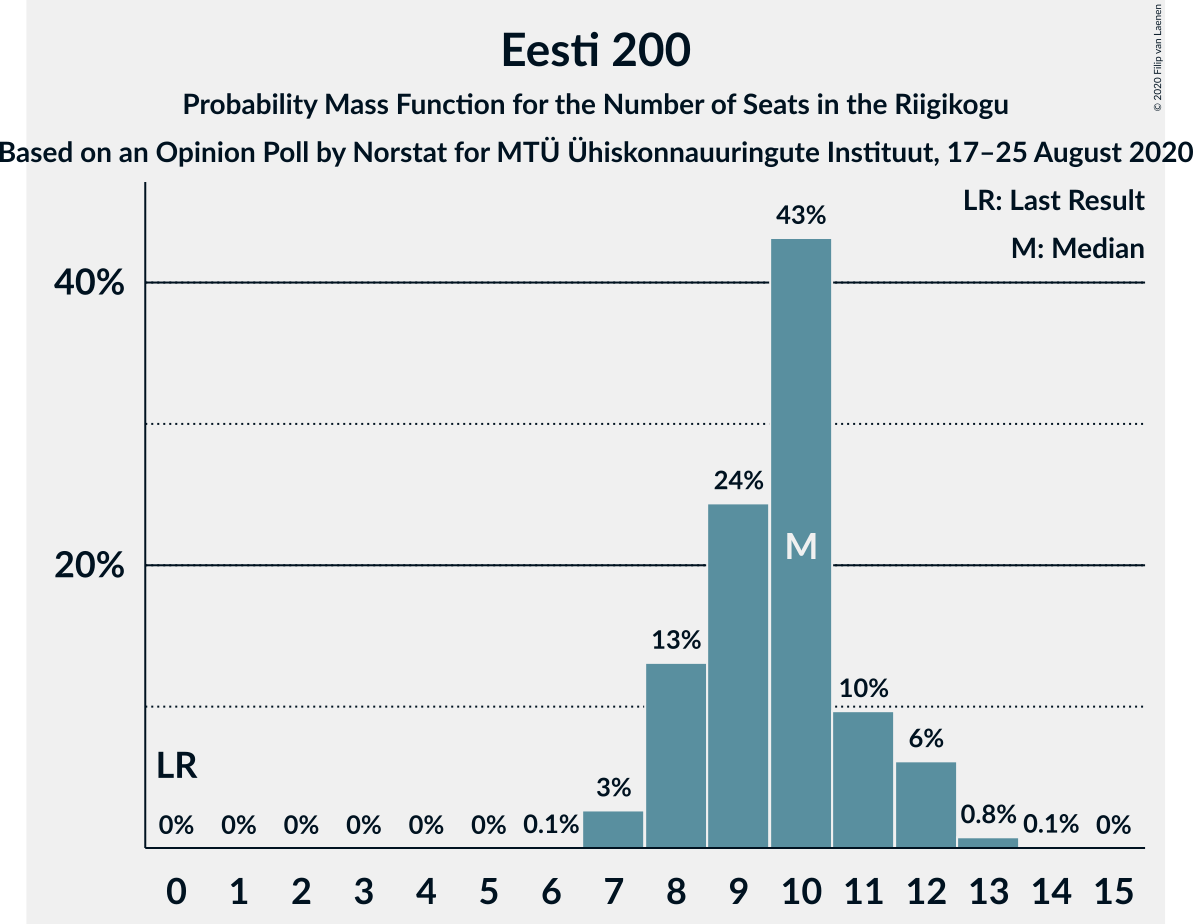 Eesti 200
© 2020 Filip van Laenen
Probability Mass Function for the Number of Seats in the Riigikogu
Based on an Opinion Poll by Norstat for MTÜ Ühiskonnauuringute Instituut, 17–25 August 2020
LR: Last Result
M: Median
43%
40%
24%
M
20%
13%
10%
6%
LR
3%
0% 0% 0% 0% 0% 0% 0.1% 0.8% 0.1% 0%
0 1 2 3 4 5 6 7 8 9 10 11 12 13 14 15